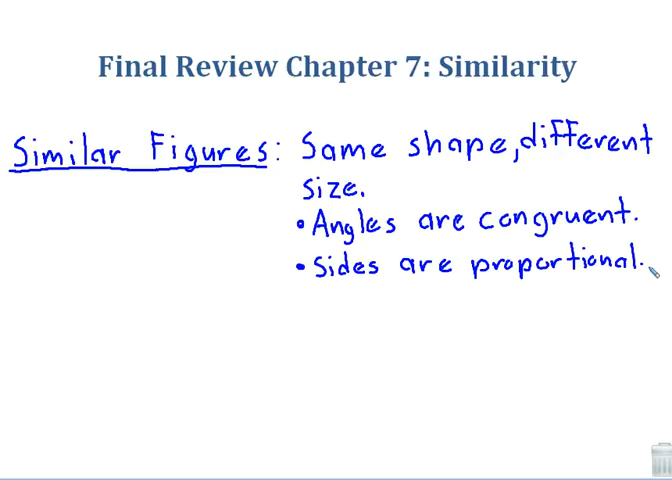 Final Review Chapter 7: Similarity
Similar Figures: Same shape, different
size.
• Angles are congruent.
• Sides are proportional.